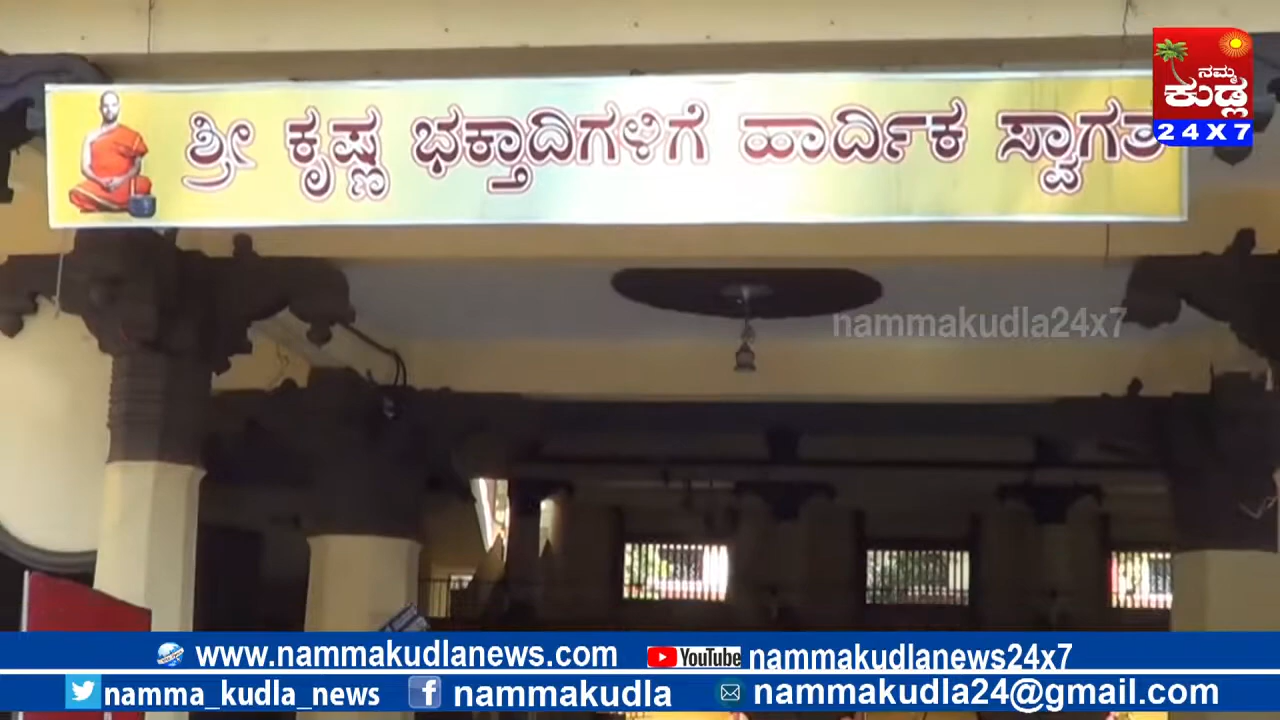 ಶ್ರೀ ಕೃಷ್ಣ ಭಕ್ತಾದಿಗಳಿಗೆ ಹಾರ್ದಿಕ ಸ್ವಾಗತ
ನಮ್ಮ
ಕುಡ್ಲ
24X7
nammakudla24x7
www.nammakudlanews.com YouTube nammakudlanews24x7
namma_kudla_news nammakudla nammakudla24@gmail.com